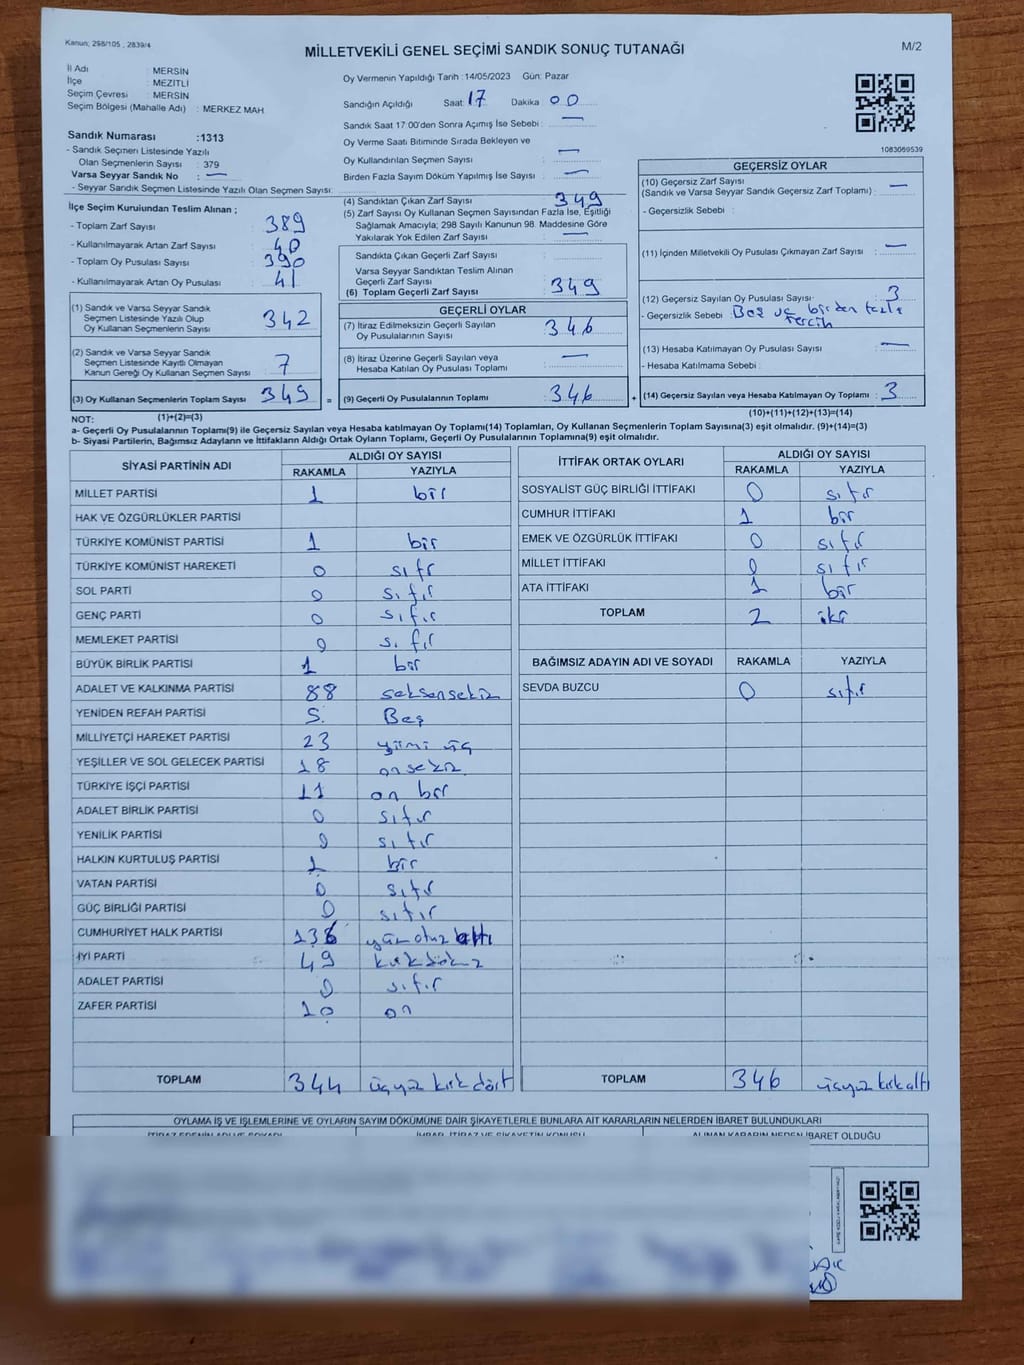 Kanun; 298/105 , 2839/4
MİLLETVEKİLİ GENEL SEÇİMİ SANDIK SONUÇ TUTANAĞI
M/2
İl Adı : MERSİN
İlçe : MEZİTLİ
Seçim Çevresi : MERSİN
Seçim Bölgesi (Mahalle Adı) : MERKEZ MAH
Oy Vermenin Yapıldığı Tarih :14/05/2023 Gün: Pazar
Sandığın Açıldığı Saat 17 Dakika 00
Sandık Saat 17:00'den Sonra Açımış İse Sebebi : —
Oy Verme Saati Bitiminde Sırada Bekleyen ve
Oy Kullandırılan Seçmen Sayısı : —
Birden Fazla Sayım Döküm Yapılmış İse Sayısı : —
1083089539
Sandık Numarası :1313
- Sandık Seçmen Listesinde Yazılı
Olan Seçmenlerin Sayısı : 379
Varsa Seyyar Sandık No : —
- Seyyar Sandık Seçmen Listesinde Yazılı Olan Seçmen Sayısı:
İlçe Seçim Kurulundan Teslim Alınan ;
- Toplam Zarf Sayısı : 389
- Kullanılmayarak Artan Zarf Sayısı : 40
- Toplam Oy Pusulası Sayısı : 390
- Kullanılmayarak Artan Oy Pusulası : 41
(1) Sandık ve Varsa Seyyar Sandık
Seçmen Listesinde Yazılı Olup
Oy Kullanan Seçmenlerin Sayısı : 342
(2) Sandık ve Varsa Seyyar Sandık
Seçmen Listesinde Kayıtlı Olmayan
Kanun Gereği Oy Kullanan Seçmen Sayısı : 7
(3) Oy Kullanan Seçmenlerin Toplam Sayısı : 349 =
(4) Sandıktan Çıkan Zarf Sayısı : 349
(5) Zarf Sayısı Oy Kullanan Seçmen Sayısından Fazla İse, Eşitliği
Sağlamak Amacıyla; 298 Sayılı Kanunun 98. Maddesine Göre
Yakılarak Yok Edilen Zarf Sayısı : —
Sandıkta Çıkan Geçerli Zarf Sayısı :
Varsa Seyyar Sandıktan Teslim Alınan
Geçerli Zarf Sayısı :
(6) Toplam Geçerli Zarf Sayısı : 349
GEÇERLİ OYLAR
(7) İtiraz Edilmeksizin Geçerli Sayılan
Oy Pusulalarının Sayısı : 346
(8) İtiraz Üzerine Geçerli Sayılan veya
Hesaba Katılan Oy Pusulası Toplamı : —
(9) Geçerli Oy Pusulalarının Toplamı : 346 +
GEÇERSİZ OYLAR
(10) Geçersiz Zarf Sayısı
(Sandık ve Varsa Seyyar Sandık Geçersiz Zarf Toplamı) : —
- Geçersizlik Sebebi :
(11) İçinden Milletvekili Oy Pusulası Çıkmayan Zarf Sayısı : —
(12) Geçersiz Sayılan Oy Pusulası Sayısı: 3
- Geçersizlik Sebebi : Boş ve birden fazla
Tercih
(13) Hesaba Katılmayan Oy Pusulası Sayısı : —
- Hesaba Katılmama Sebebi :
(14) Geçersiz Sayılan veya Hesaba Katılmayan Oy Toplamı : 3
NOT: (1)+(2)=(3)
(10)+(11)+(12)+(13)=(14)
a- Geçerli Oy Pusulalarının Toplamı(9) ile Geçersiz Sayılan veya Hesaba katılmayan Oy Toplamı(14) Toplamları, Oy Kullanan Seçmenlerin Toplam Sayısına(3) eşit olmalıdır. (9)+(14)=(3)
b- Siyasi Partilerin, Bağımsız Adayların ve İttifakların Aldığı Ortak Oyların Toplamı, Geçerli Oy Pusulalarının Toplamına(9) eşit olmalıdır.
SİYASİ PARTİNİN ADI ALDIĞI OY SAYISI
RAKAMLA YAZIYLA
MİLLET PARTİSİ 1 bir
HAK VE ÖZGÜRLÜKLER PARTİSİ
TÜRKİYE KOMÜNİST PARTİSİ 1 bir
TÜRKİYE KOMÜNİST HAREKETİ 0 sıfr
SOL PARTİ 0 sıfır
GENÇ PARTİ 0 sıfır
MEMLEKET PARTİSİ 0 sıfır
BÜYÜK BİRLİK PARTİSİ 1 bir
ADALET VE KALKINMA PARTİSİ 88 seksensekiz
YENİDEN REFAH PARTİSİ 5. Beş
MİLLİYETÇİ HAREKET PARTİSİ 23 yirmi üç
YEŞİLLER VE SOL GELECEK PARTİSİ 18 onsekiz
TÜRKİYE İŞÇİ PARTİSİ 11 on bir
ADALET BİRLİK PARTİSİ 0 sıfır
YENİLİK PARTİSİ 0 sıfır
HALKIN KURTULUŞ PARTİSİ 1 bir
VATAN PARTİSİ 0 sıfır
GÜÇ BİRLİĞİ PARTİSİ 0 sıfır
CUMHURİYET HALK PARTİSİ 136 yüz otuz altı
İYİ PARTİ 49 kırkdokuz
ADALET PARTİSİ 0 sıfır
ZAFER PARTİSİ 10 on
TOPLAM 344 üçyüz kırk dört
İTTİFAK ORTAK OYLARI ALDIĞI OY SAYISI
RAKAMLA YAZIYLA
SOSYALİST GÜÇ BİRLİĞİ İTTİFAKI 0 sıfır
CUMHUR İTTİFAKI 1 bir
EMEK VE ÖZGÜRLÜK İTTİFAKI 0 sıfır
MİLLET İTTİFAKI 0 sıfır
ATA İTTİFAKI 1 bir
TOPLAM 2 iki
BAĞIMSIZ ADAYIN ADI VE SOYADI RAKAMLA YAZIYLA
SEVDA BUZCU 0 sıfır
TOPLAM 346 üçyüz kırkaltı
OYLAMA İŞ VE İŞLEMLERİNE VE OYLARIN SAYIM DÖKÜMÜNE DAİR ŞİKAYETLERLE BUNLARA AİT KARARLARIN NELERDEN İBARET BULUNDUKLARI
İTİRAZ EDENİN ADI VE SOYADI İHBAR, İTİRAZ VE ŞİKAYETİN KONUSU ALINAN KARARIN NEDEN İBARET OLDUĞU